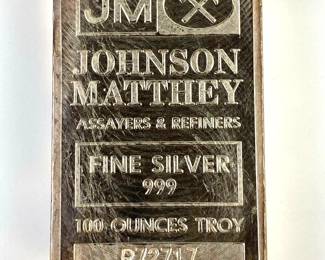 JM
JOHNSON
MATTHEY
ASSAYERS & REFINERS
FINE SILVER
999
100 OUNCES TROY